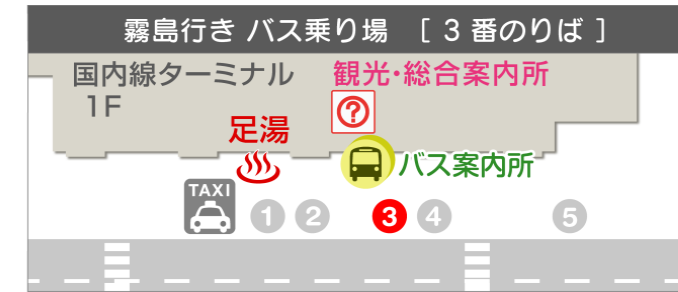 霧島行き バス乗り場 ［ 3 番のりば ］
国内線ターミナル
1F
観光・総合案内所
?
足湯
バス案内所
TAXI
1
2
3
4
5